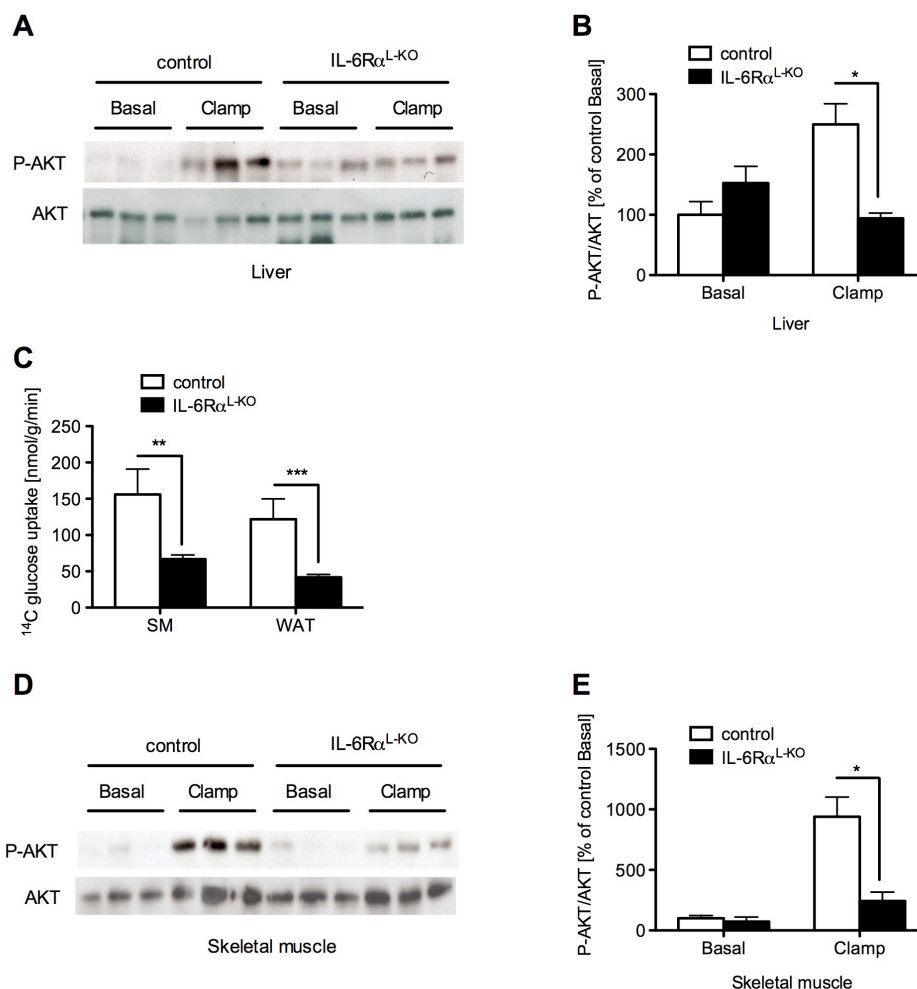 A
control IL-6Rα^L-KO
Basal Clamp Basal Clamp
P-AKT
AKT
Liver
B
control
IL-6Rα^L-KO
P-AKT/AKT [% of control Basal]
300
200
100
0
*
Basal Clamp
Liver
C
control
IL-6Rα^L-KO
14C glucose uptake [nmol/g/min]
250
200
150
100
50
0
**
***
SM WAT
D
control IL-6Rα^L-KO
Basal Clamp Basal Clamp
P-AKT
AKT
Skeletal muscle
E
control
IL-6Rα^L-KO
P-AKT/AKT [% of control Basal]
1500
1000
500
0
*
Basal Clamp
Skeletal muscle